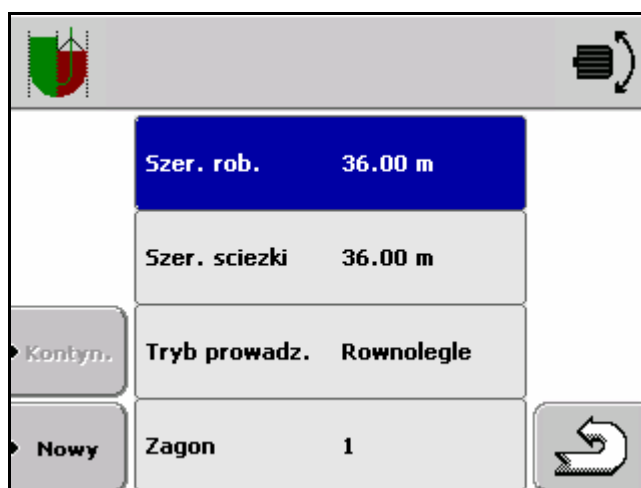 Szer. rob. 36.00 m
Szer. sciezki 36.00 m
Kontyn.
Tryb prowadz. Rownolegle
Nowy
Zagon 1